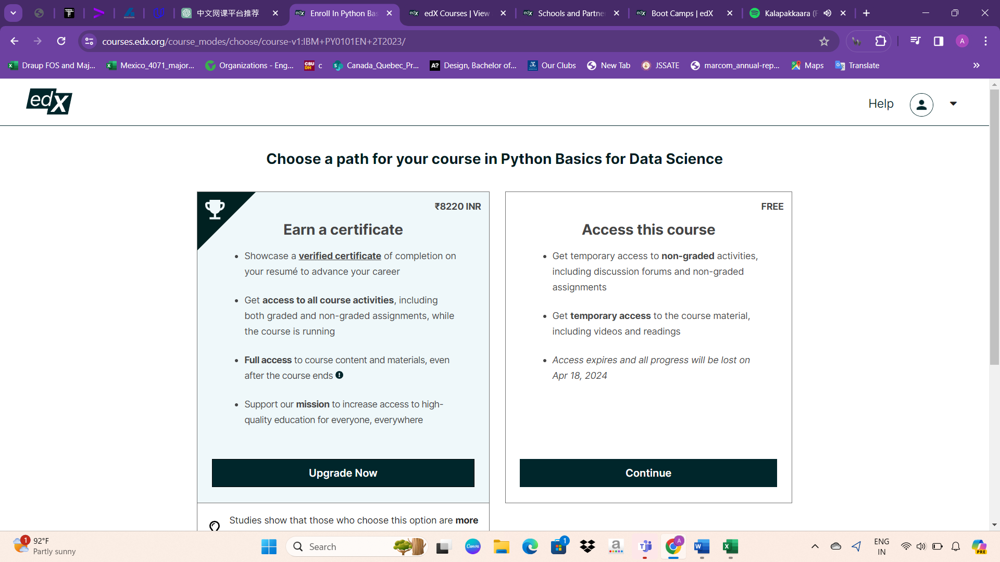 中文网课平台推荐
Enroll In Python Bas
edX Courses | View
Schools and Partne
Boot Camps | edX
Kalapakkaara (F
courses.edx.org/course_modes/choose/course-v1:IBM+PY0101EN+2T2023/
A
Draup FOS and Maj...
Mexico_4071_major...
Organizations - Eng...
CSU DH c
Canada_Quebec_Pr...
A? Design, Bachelor of...
Our Clubs
New Tab
JSSATE
marcom_annual-rep...
Maps
Translate
edX
Help
Choose a path for your course in Python Basics for Data Science
₹8220 INR
Earn a certificate
• Showcase a verified certificate of completion on
your resumé to advance your career
• Get access to all course activities, including
both graded and non-graded assignments, while
the course is running
• Full access to course content and materials, even
after the course ends
• Support our mission to increase access to high-
quality education for everyone, everywhere
Upgrade Now
Studies show that those who choose this option are more
FREE
Access this course
• Get temporary access to non-graded activities,
including discussion forums and non-graded
assignments
• Get temporary access to the course material,
including videos and readings
• Access expires and all progress will be lost on
Apr 18, 2024
Continue
1
92°F
Partly sunny
Search
Canva
1
a
A
W
X
ENG
IN
PRE